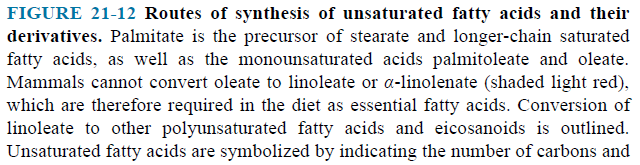 FIGURE 21-12 Routes of synthesis of unsaturated fatty acids and their
derivatives. Palmitate is the precursor of stearate and longer-chain saturated
fatty acids, as well as the monounsaturated acids palmitoleate and oleate.
Mammals cannot convert oleate to linoleate or α-linolenate (shaded light red),
which are therefore required in the diet as essential fatty acids. Conversion of
linoleate to other polyunsaturated fatty acids and eicosanoids is outlined.
Unsaturated fatty acids are symbolized by indicating the number of carbons and